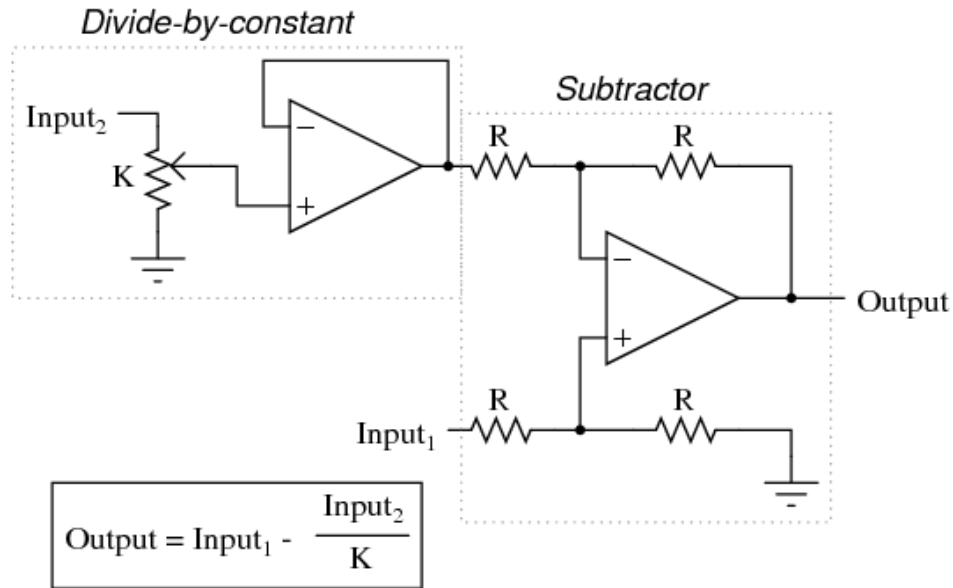 Divide-by-constant
Subtractor
Input₂
K
−
+
R
R
−
+
Output
R
R
Input₁
Output = Input₁ - Input₂
K